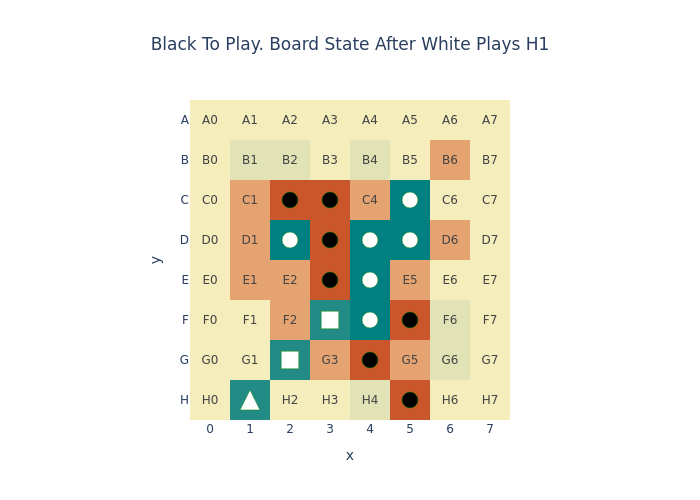 Black To Play. Board State After White Plays H1
A A0 A1 A2 A3 A4 A5 A6 A7
B B0 B1 B2 B3 B4 B5 B6 B7
C C0 C1 C4 C6 C7
D D0 D1 D6 D7
E E0 E1 E2 E5 E6 E7
F F0 F1 F2 F6 F7
G G0 G1 G3 G5 G6 G7
H H0 H2 H3 H4 H6 H7
0 1 2 3 4 5 6 7
x
y